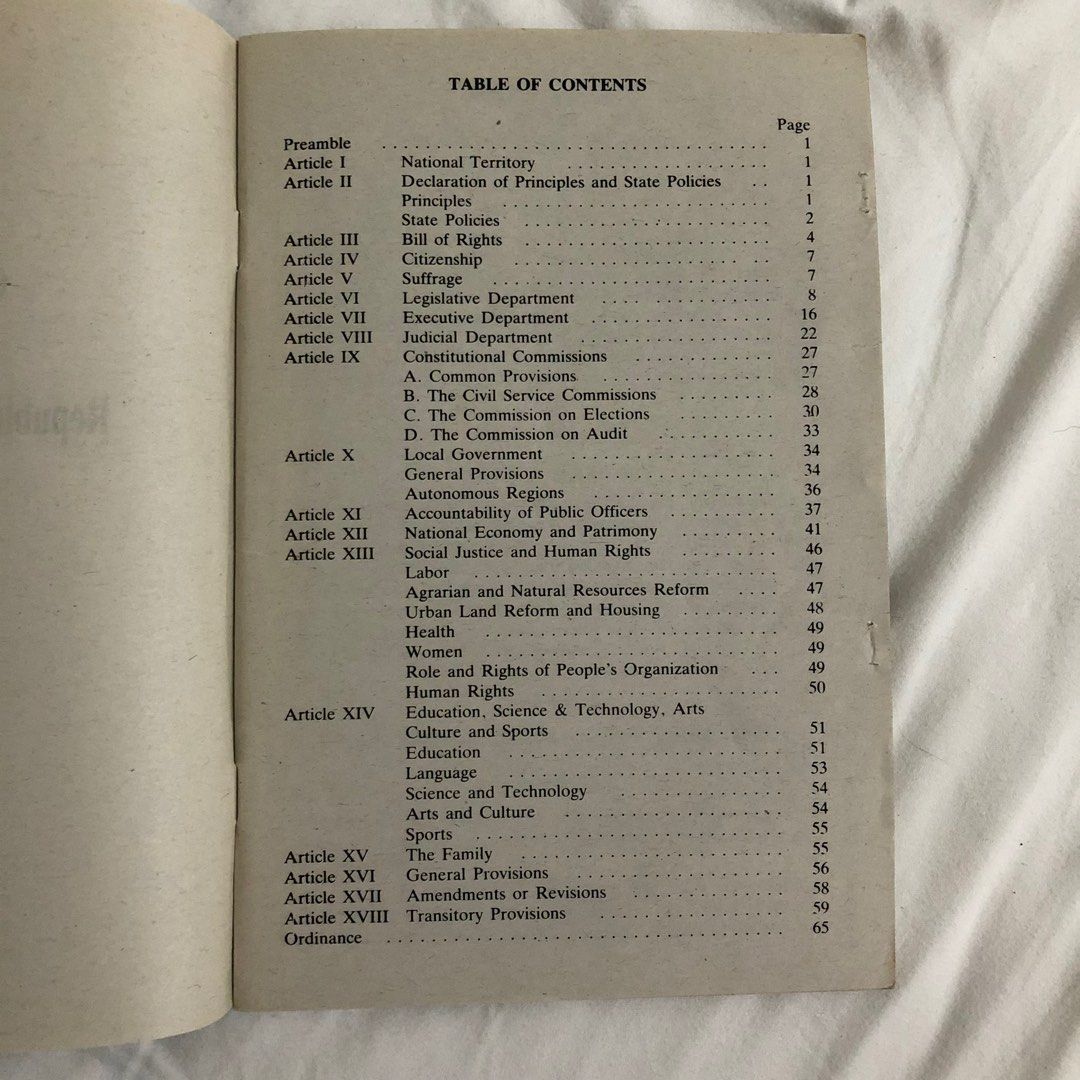 TABLE OF CONTENTS
Page
Preamble . . . . . . . . . . . . . . . . . . . . . . . . . . . . . . . . . . . . 1
Article I National Territory . . . . . . . . . . . . . . . . . . . 1
Article II Declaration of Principles and State Policies . . 1
Principles . . . . . . . . . . . . . . . . . . . . . . . . . 1
State Policies . . . . . . . . . . . . . . . . . . . . . . . 2
Article III Bill of Rights . . . . . . . . . . . . . . . . . . . . . . . 4
Article IV Citizenship . . . . . . . . . . . . . . . . . . . . . . . . 7
Article V Suffrage . . . . . . . . . . . . . . . . . . . . . . . . . . 7
Article VI Legislative Department . . . . . . . . . . . . . . . 8
Article VII Executive Department . . . . . . . . . . . . . . . . . 16
Article VIII Judicial Department . . . . . . . . . . . . . . . . . . 22
Article IX Constitutional Commissions . . . . . . . . . . . . . 27
A. Common Provisions . . . . . . . . . . . . . . . . 27
B. The Civil Service Commissions . . . . . . . . . 28
C. The Commission on Elections . . . . . . . . . . 30
D. The Commission on Audit . . . . . . . . . . . 33
Article X Local Government . . . . . . . . . . . . . . . . . . . 34
General Provisions . . . . . . . . . . . . . . . . . . . 34
Autonomous Regions . . . . . . . . . . . . . . . . . 36
Article XI Accountability of Public Officers . . . . . . . . . . 37
Article XII National Economy and Patrimony . . . . . . . . . 41
Article XIII Social Justice and Human Rights . . . . . . . . . 46
Labor . . . . . . . . . . . . . . . . . . . . . . . . . . . . 47
Agrarian and Natural Resources Reform . . . . 47
Urban Land Reform and Housing . . . . . . . . . 48
Health . . . . . . . . . . . . . . . . . . . . . . . . . . . 49
Women . . . . . . . . . . . . . . . . . . . . . . . . . . . 49
Role and Rights of People's Organization . . . 49
Human Rights . . . . . . . . . . . . . . . . . . . . . . 50
Article XIV Education, Science & Technology, Arts
Culture and Sports . . . . . . . . . . . . . . . . . . . 51
Education . . . . . . . . . . . . . . . . . . . . . . . . . 51
Language . . . . . . . . . . . . . . . . . . . . . . . . . 53
Science and Technology . . . . . . . . . . . . . . . 54
Arts and Culture . . . . . . . . . . . . . . . . . . . . 54
Sports . . . . . . . . . . . . . . . . . . . . . . . . . . . . 55
Article XV The Family . . . . . . . . . . . . . . . . . . . . . . . . 55
Article XVI General Provisions . . . . . . . . . . . . . . . . . . . 56
Article XVII Amendments or Revisions . . . . . . . . . . . . . . 58
Article XVIII Transitory Provisions . . . . . . . . . . . . . . . . . 59
Ordinance . . . . . . . . . . . . . . . . . . . . . . . . . . . . . . . . . . . . . 65